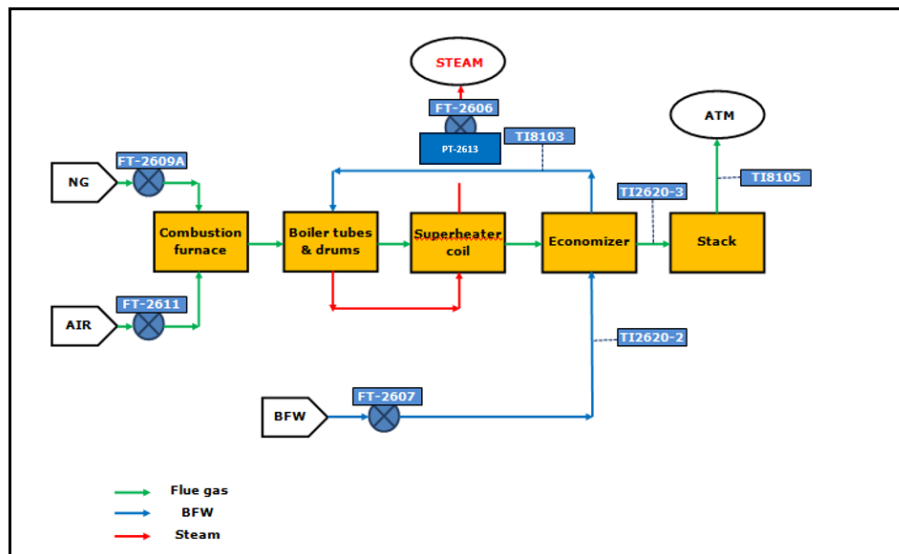 STEAM
FT-2606
PT-2613
TI8103
ATM
FT-2609A
NG
TI2620-3
TI8105
Combustion
furnace
Boiler tubes
& drums
Superheater
coil
Economizer
Stack
FT-2611
AIR
TI2620-2
FT-2607
BFW
Flue gas
BFW
Steam